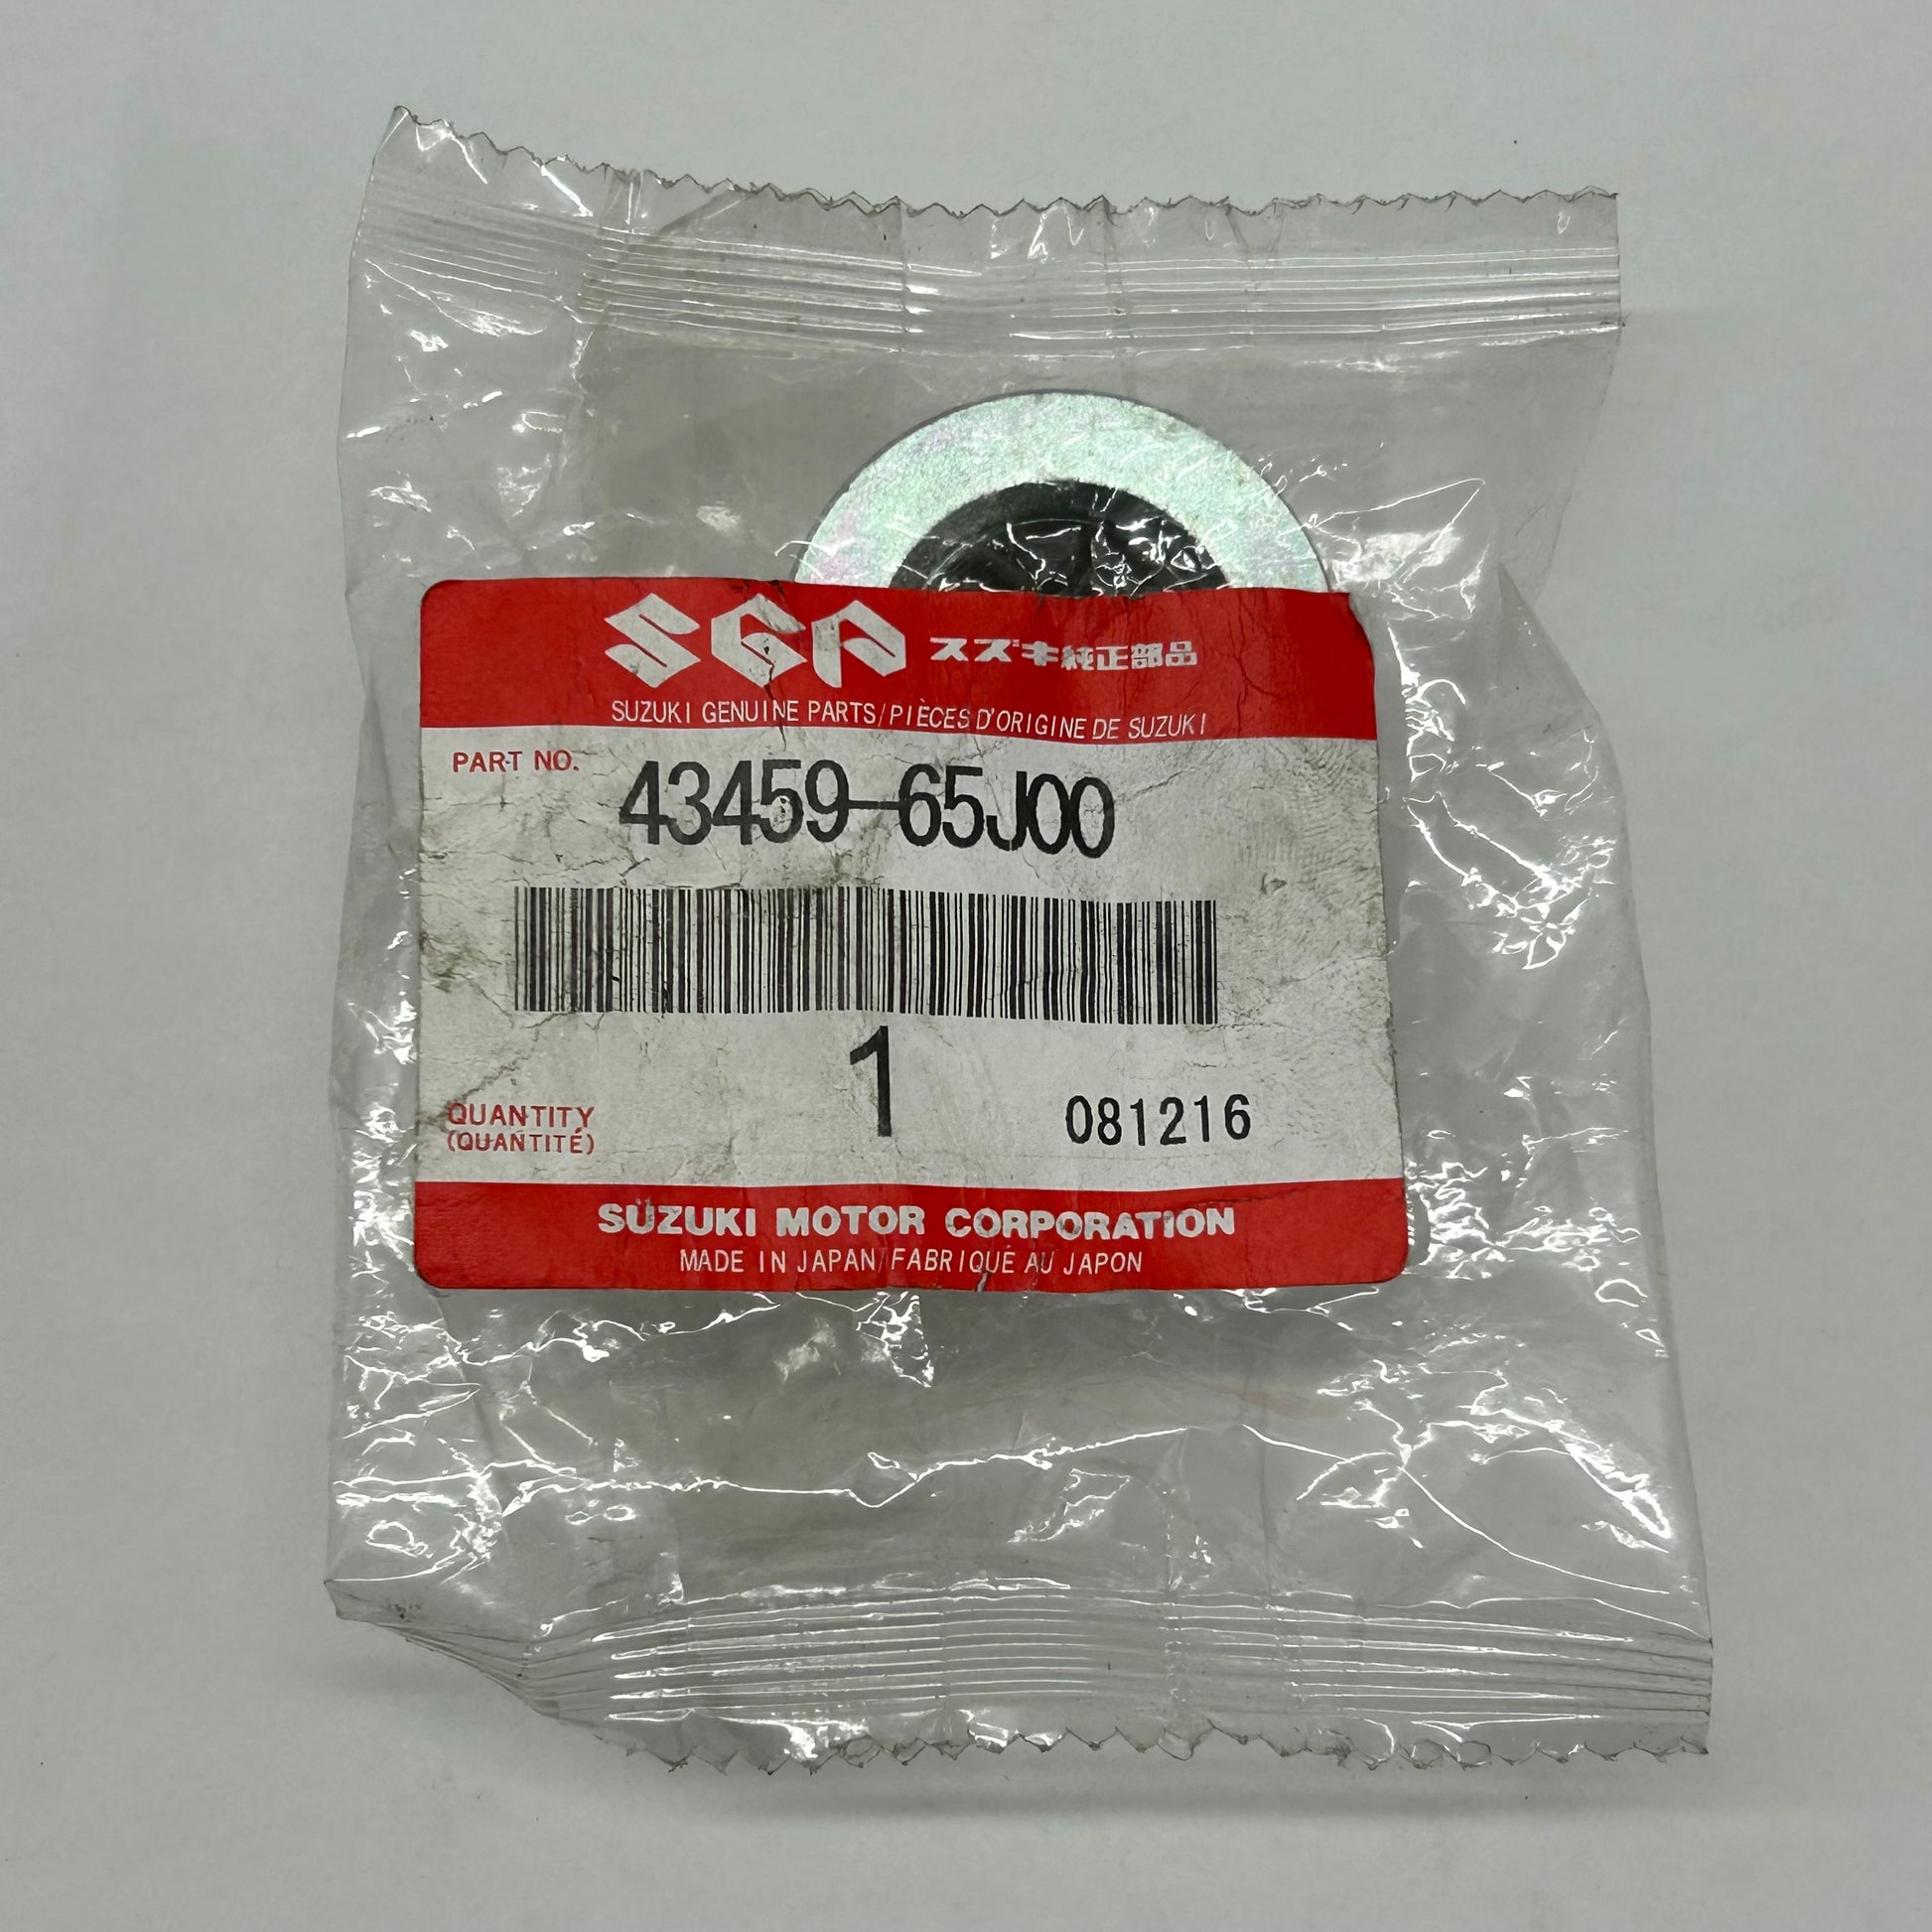 SGP スズキ純正部品
SUZUKI GENUINE PARTS/PIÈCES D'ORIGINE DE SUZUKI
PART NO. 43459-65J00
1
QUANTITY
(QUANTITÉ)
081216
SUZUKI MOTOR CORPORATION
MADE IN JAPAN/FABRIQUÉ AU JAPON